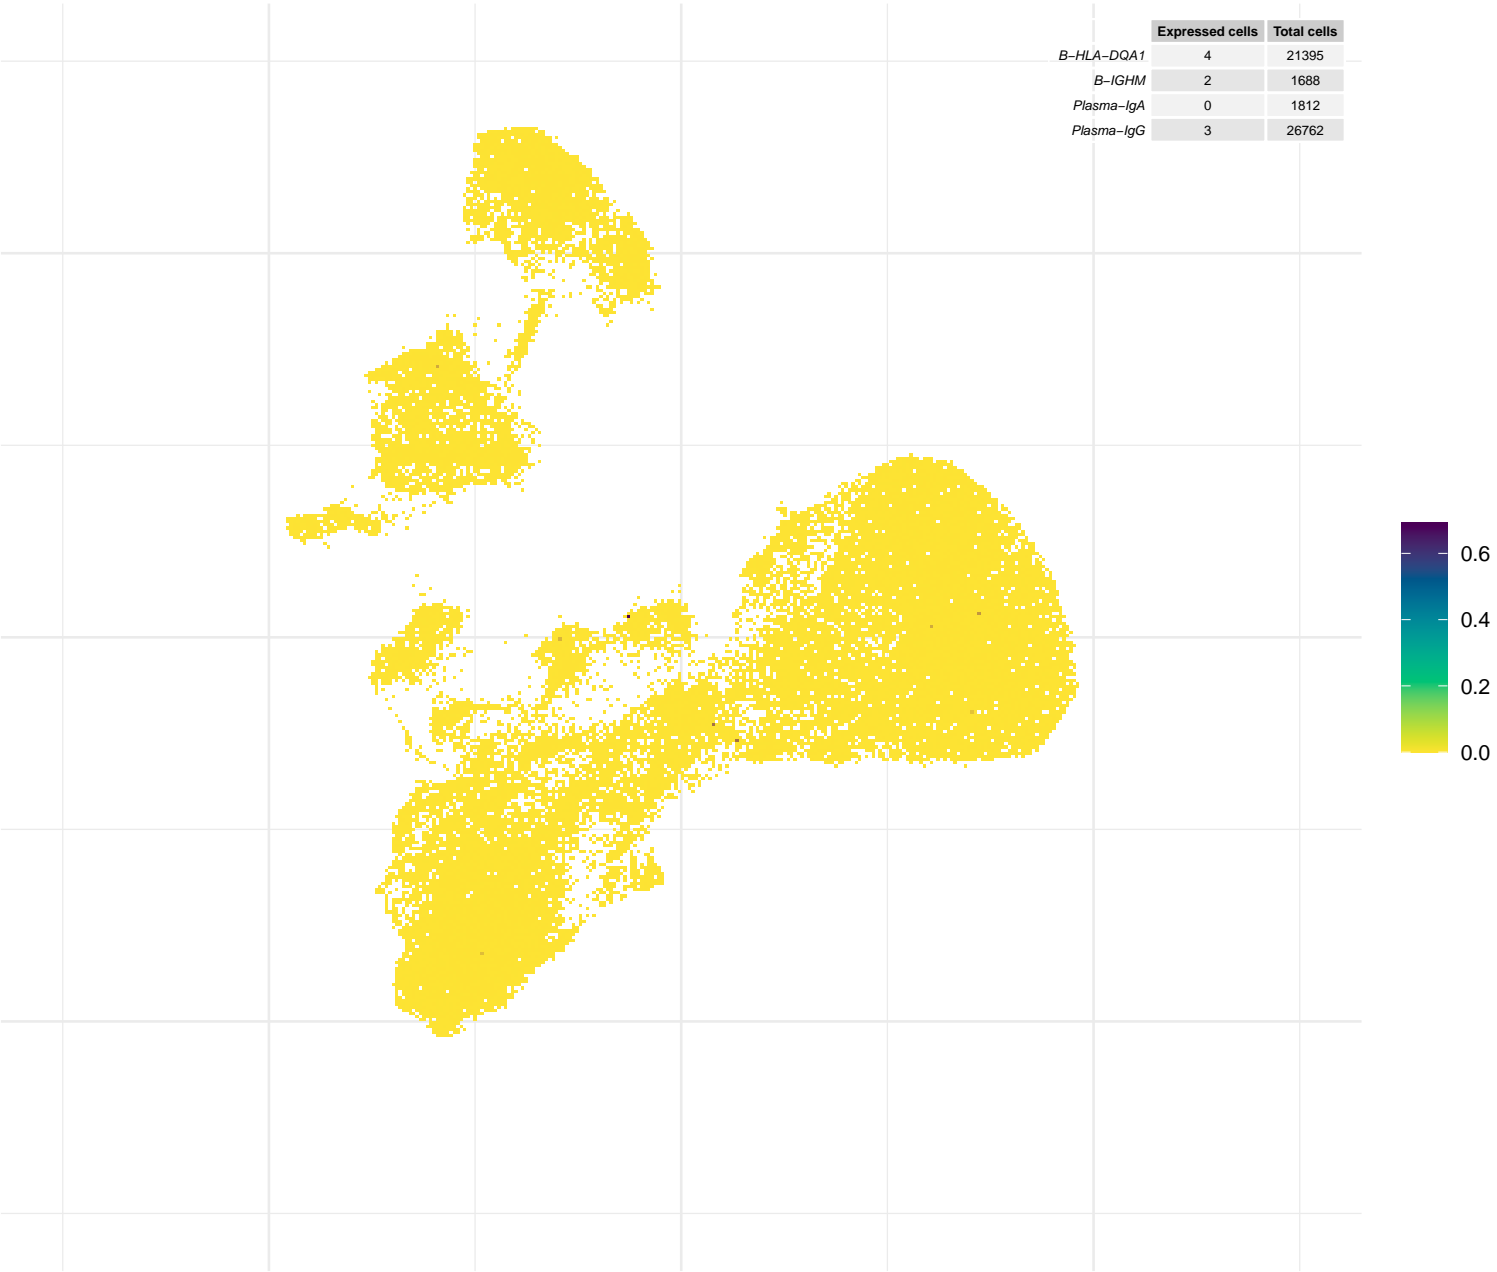 Expressed cells Total cells
B−HLA−DQA1 4 21395
B−IGHM 2 1688
Plasma−IgA 0 1812
Plasma−IgG 3 26762
0.6
0.4
0.2
0.0